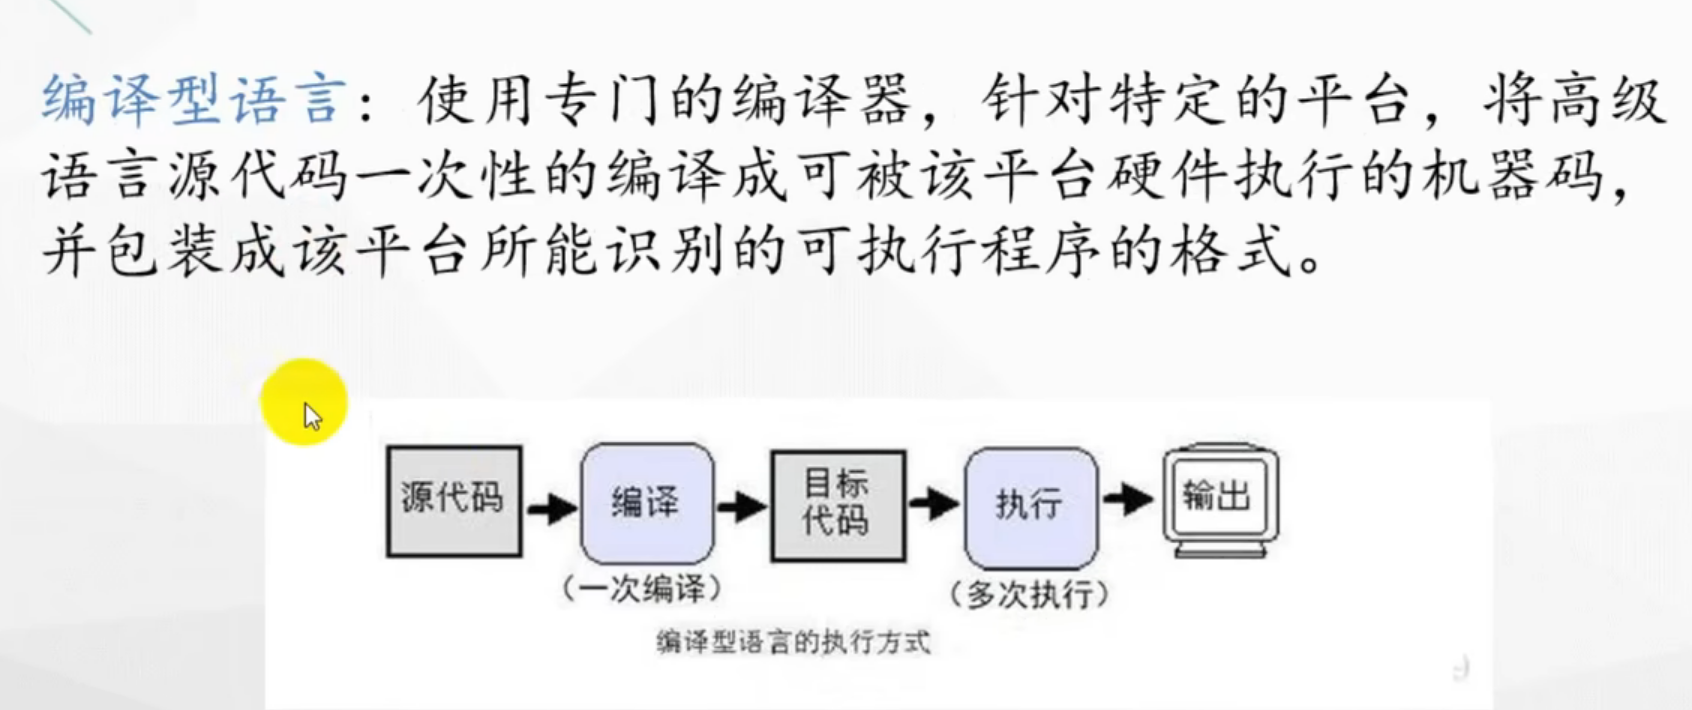 编译型语言：使用专门的编译器，针对特定的平台，将高级
语言源代码一次性的编译成可被该平台硬件执行的机器码，
并包装成该平台所能识别的可执行程序的格式。
源代码
编译
目标
代码
执行
输出
（一次编译）
（多次执行）
编译型语言的执行方式